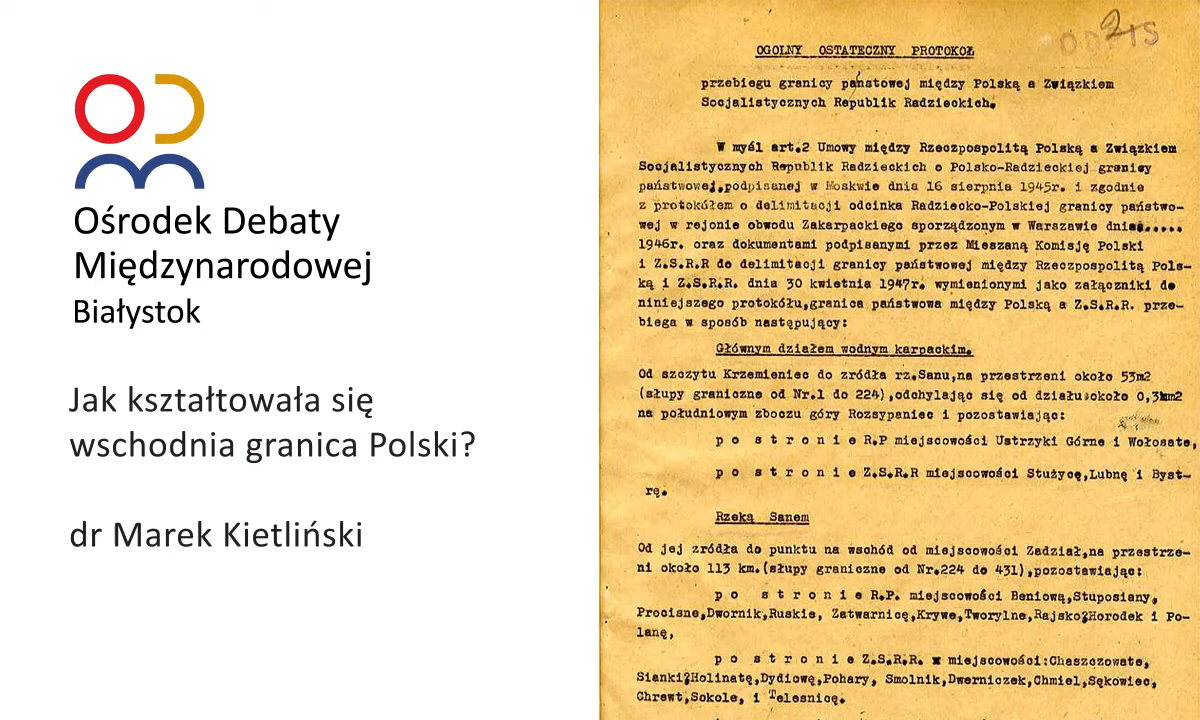 Ośrodek Debaty
Międzynarodowej
Białystok
Jak kształtowała się
wschodnia granica Polski?
dr Marek Kietliński
ODPIS
2
OGOLNY OSTATECZNY PROTOKOŁ
przebiegu granicy państowej między Polską a Związkiem
Socjalistycznych Republik Radzieckich.
W myśl art.2 Umowy między Rzeczpospolitą Polską a Związkiem
Socjalistycznych Republik Radzieckich o Polsko-Radzieckiej granicy
państwowej,podpisanej w Moskwie dnia 16 sierpnia 1945r. i zgodnie
z protokółem o delimitacji odcinka Radziecko-Polskiej granicy państwo-
wej w rejonie obwodu Zakarpackiego sporządzonym w Warszawie dnia......
1946r. oraz dokumentami podpisanymi przez Mieszaną Komisję Polski
i Z.S.R.R do delimitacji granicy państwowej między Rzeczpospolitą Pols-
ką i Z.S.R.R. dnia 30 kwietnia 1947r. wymienionymi jako załączniki do
niniejszego protokółu,granica państwowa między Polską a Z.S.R.R. prze-
biega w sposób następujący:
Głównym działem wodnym karpackim.
Od szczytu Krzemieniec do zródła rz.Sanu,na przestrzeni około 53m2
(słupy graniczne od Nr.1 do 224),odchylając się od działu około 0,3km2
na południowym zboczu góry Rozsypaniec i pozostawiając:
p o s t r o n i e R.P miejscowości Ustrzyki Górne i Wołosate,
p o s t r o n i e Z.S.R.R miejscowości Stużycę,Lubnę i Byst-
rę.
Rzeką Sanem
Od jej zródła do punktu na wschód od miejscowości Zadział,na przestrze-
ni około 113 km.(słupy graniczne od Nr.224 do 431),pozostawiając:
p o s t r o n i e R.P. miejscowości Beniową,Stuposiany,
Procisne,Dwornik,Ruskie, Zatwarnicę,Krywe,Tworylne,Rajsko?Horodek i Po-
lanę,
p o s t r o n i e Z.S.R.R. x miejscowości:Chaszczowate,
Sianki?Holinatę,Dydiowę,Pohary, Smolnik,Dwerniczek,Chmiel,Sękowiec,
Chrewt,Sokole, i Telesnicę.